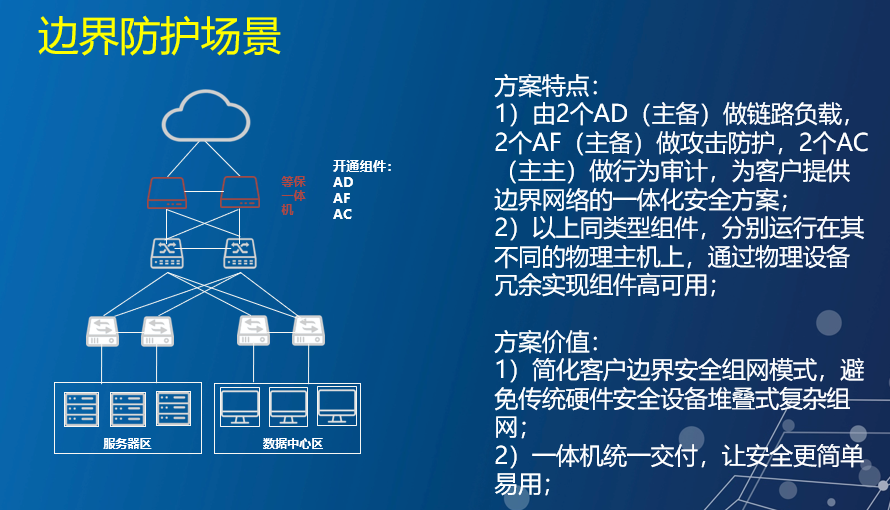 边界防护场景
等保
一体
机
开通组件：
AD
AF
AC
服务器区
数据中心区
方案特点：
1）由2个AD（主备）做链路负载，
2个AF（主备）做攻击防护，2个AC
（主主）做行为审计，为客户提供
边界网络的一体化安全方案；
2）以上同类型组件，分别运行在其
不同的物理主机上，通过物理设备
冗余实现组件高可用；
方案价值：
1）简化客户边界安全组网模式，避
免传统硬件安全设备堆叠式复杂组
网；
2）一体机统一交付，让安全更简单
易用；